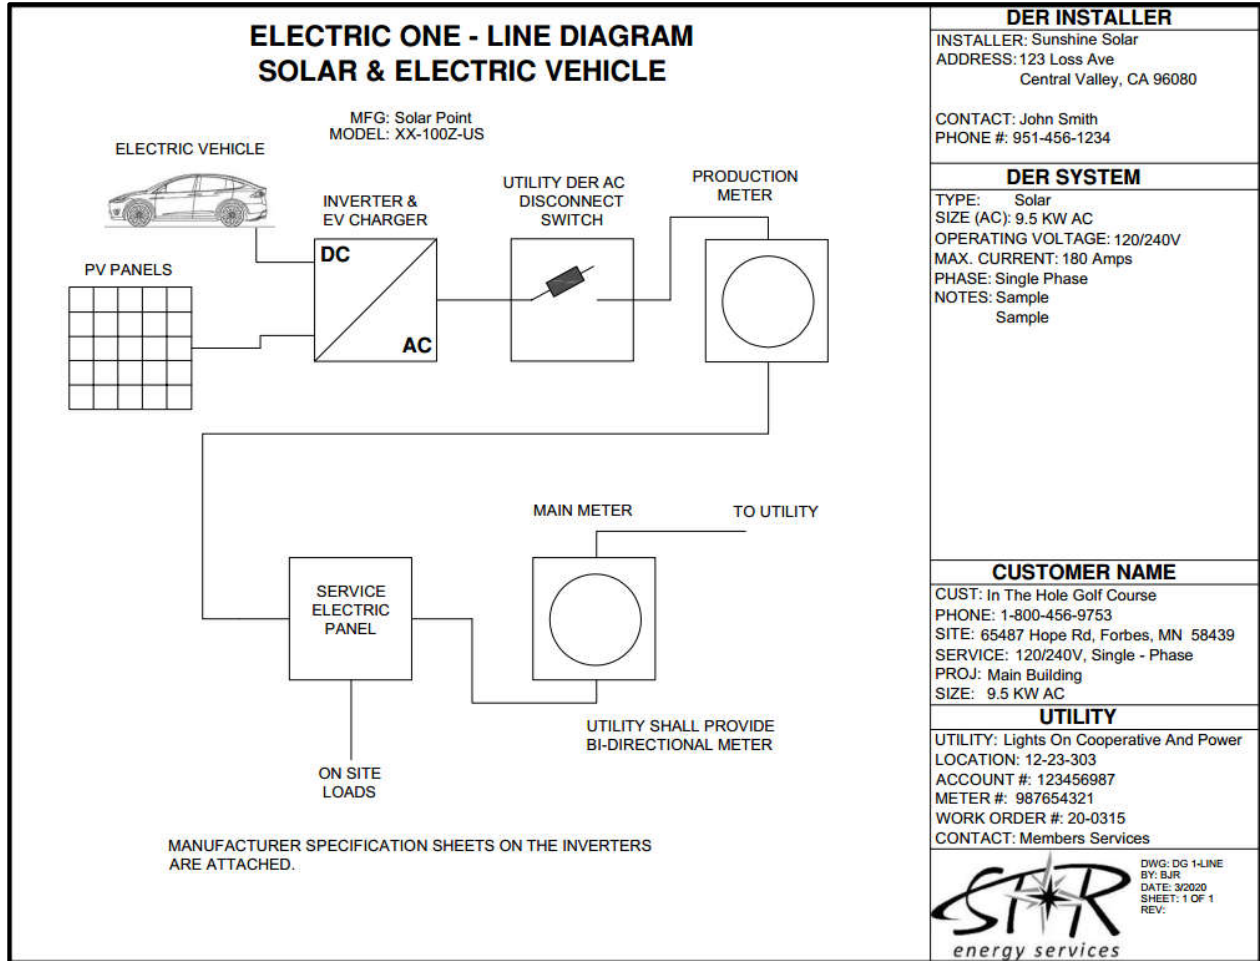 ELECTRIC ONE - LINE DIAGRAM
SOLAR & ELECTRIC VEHICLE
MFG: Solar Point
MODEL: XX-100Z-US
ELECTRIC VEHICLE
INVERTER &
EV CHARGER
UTILITY DER AC
DISCONNECT
SWITCH
PRODUCTION
METER
DC
AC
PV PANELS
MAIN METER
TO UTILITY
SERVICE
ELECTRIC
PANEL
UTILITY SHALL PROVIDE
BI-DIRECTIONAL METER
ON SITE
LOADS
MANUFACTURER SPECIFICATION SHEETS ON THE INVERTERS
ARE ATTACHED.
DER INSTALLER
INSTALLER: Sunshine Solar
ADDRESS: 123 Loss Ave
Central Valley, CA 96080
CONTACT: John Smith
PHONE #: 951-456-1234
DER SYSTEM
TYPE: Solar
SIZE (AC): 9.5 KW AC
OPERATING VOLTAGE: 120/240V
MAX. CURRENT: 180 Amps
PHASE: Single Phase
NOTES: Sample
Sample
CUSTOMER NAME
CUST: In The Hole Golf Course
PHONE: 1-800-456-9753
SITE: 65487 Hope Rd, Forbes, MN 58439
SERVICE: 120/240V, Single - Phase
PROJ: Main Building
SIZE: 9.5 KW AC
UTILITY
UTILITY: Lights On Cooperative And Power
LOCATION: 12-23-303
ACCOUNT #: 123456987
METER #: 987654321
WORK ORDER #: 20-0315
CONTACT: Members Services
STAR
energy services
DWG: DG 1-LINE
BY: BJR
DATE: 3/2020
SHEET: 1 OF 1
REV: